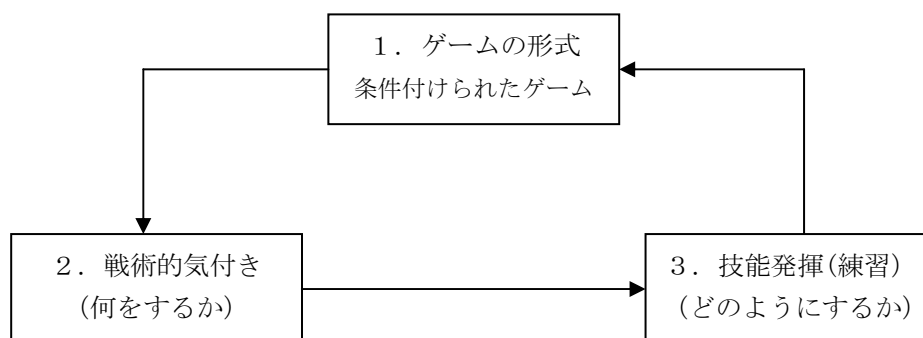 １．ゲームの形式
条件付けられたゲーム
２．戦術的気付き
（何をするか）
３．技能発揮(練習)
（どのようにするか）